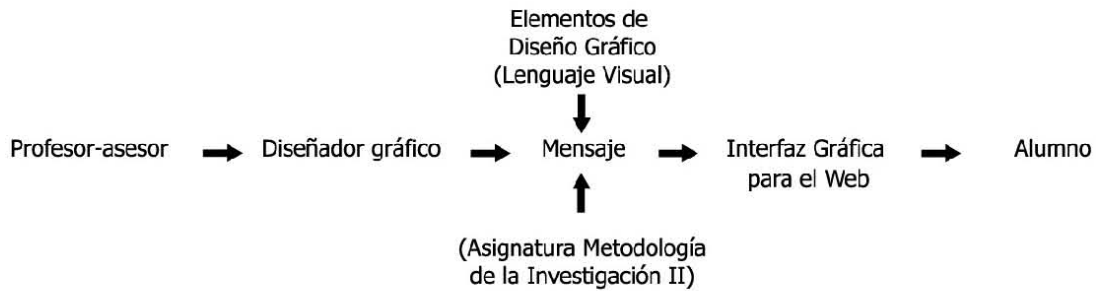 Elementos de
Diseño Gráfico
(Lenguaje Visual)
Profesor-asesor
Diseñador gráfico
Mensaje
Interfaz Gráfica
para el Web
Alumno
(Asignatura Metodología
de la Investigación II)